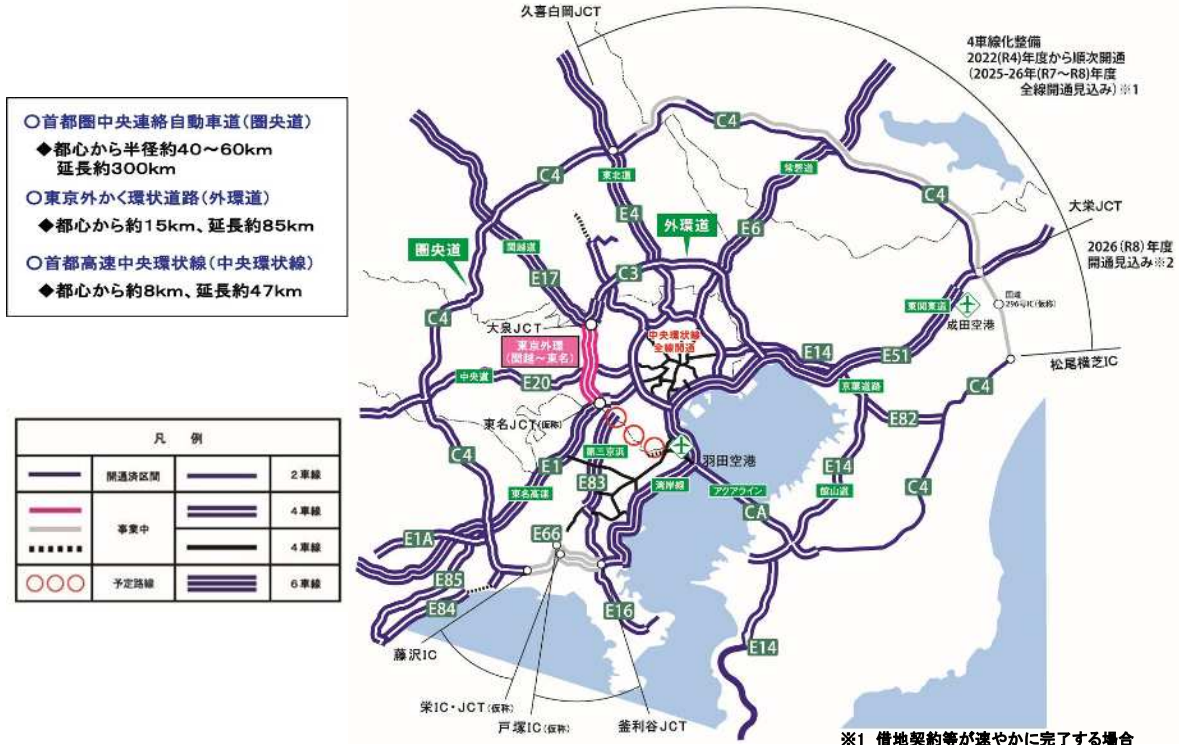 ○首都圏中央連絡自動車道(圏央道)
◆都心から半径約40～60km
延長約300km
○東京外かく環状道路(外環道)
◆都心から約15km、延長約85km
○首都高速中央環状線(中央環状線)
◆都心から約8km、延長約47km
凡　例
開通済区間
2車線
事業中
4車線
4車線
予定路線
6車線
久喜白岡JCT
4車線化整備
2022(R4)年度から順次開通
(2025-26年(R7～R8)年度
全線開通見込み)※1
C4
常磐道
C4
東北道
C4
大栄JCT
E4
外環道
E6
2026(R8)年度
開通見込み※2
圏央道
関越道
E17
C3
国道
296号IC(仮称)
東関東道
成田空港
C4
大泉JCT
中央環状線
全線開通
東京外環
(関越～東名)
E14
E51
松尾横芝IC
中央道
E20
京葉道路
C4
E82
東名JCT(仮称)
第三京浜
羽田空港
C4
E1
E83
湾岸線
アクアライン
E14
館山道
C4
東名高速
CA
E1A
E66
E85
E84
E16
E14
藤沢IC
栄IC・JCT(仮称)
戸塚IC(仮称)
釜利谷JCT
※1 借地契約等が速やかに完了する場合